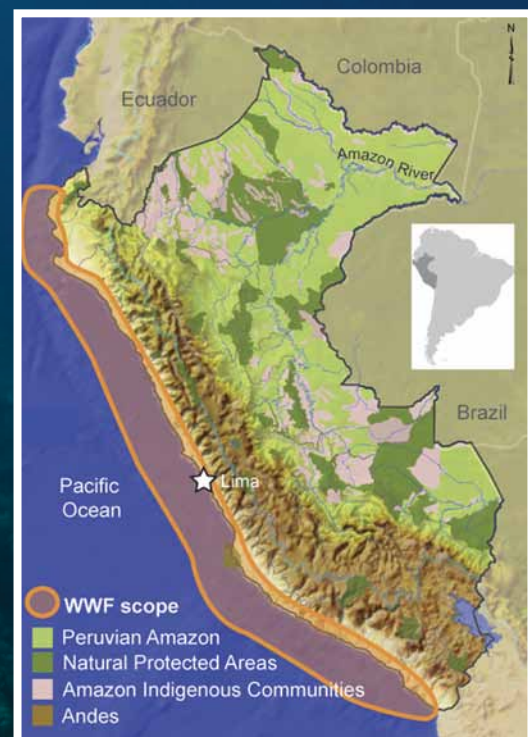 N
Colombia
Ecuador
Amazon River
Brazil
Lima
Pacific
Ocean
WWF scope
Peruvian Amazon
Natural Protected Areas
Amazon Indigenous Communities
Andes